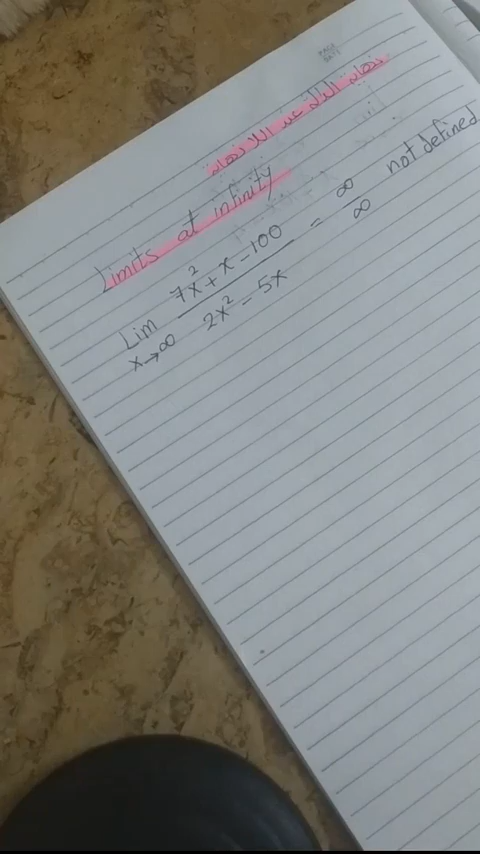 نهايات الدالة عند اللانهاية
Limits at infinity
Lim x→∞ (7x² + x - 100)/(2x² - 5x) = ∞/∞ not defined